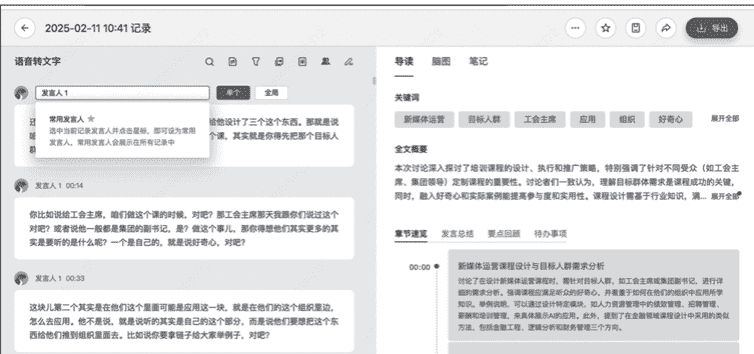 2025-02-11 10:41 记录
导出
语音转文字
发言人 1
单个
全局
常用发言人
选中当前记录发言人并点击星标，即可设为常用
发言人，常用发言人会展示在所有记录中
给他设计了三个这个东西。那就是说
个课，其实就是你得先把那个目标人
群
发言人 1 00:14
你比如说给工会主席，咱们做这个课的时候，对吧？那工会主席那天我跟你们说过这个
对吧？或者说他一般都是集团的副书记，是？做这个事儿，那你得想他们其实更多的其
实是要听的是什么呢？一个是自己的，就是说好奇心，对吧？
发言人 1 00:33
这块儿第二个其实是在他们这个里面可能是应用这一块，就是在他们的这个组织里边，
怎么去应用。他不是说，就是说听的其实是自己的这个部分，而是说他们要想把这个东
西给他们推到组织里面去。比如说你要拿链子给大家举例子，对吧？
导读
脑图
笔记
关键词
新媒体运营
目标人群
工会主席
应用
组织
好奇心
展开全部
全文概要
本次讨论深入探讨了培训课程的设计、执行和推广策略，特别强调了针对不同受众（如工会主
席、集团领导）定制课程的重要性。讨论者们一致认为，理解目标群体需求是课程成功的关键，
同时，融入好奇心和实际案例能提高参与度和实用性。课程设计需基于行业知识，满... 展开全部
章节速览
发言总结
要点回顾
待办事项
00:00
新媒体运营课程设计与目标人群需求分析
讨论了在设计新媒体运营课程时，需针对目标人群，如工会主席或集团副书记，进行详
细的需求分析。强调课程应满足听众的好奇心，并着重于如何在他们的组织中应用所学
知识。举例说明，可以通过设计特定模块，如人力资源管理中的绩效管理、招聘管理、
薪酬和培训管理，来具体展示AI的应用。此外，提到了在金融领域课程设计中采用的类似
方法，包括金融工程、逻辑分析和财务管理三个方向。